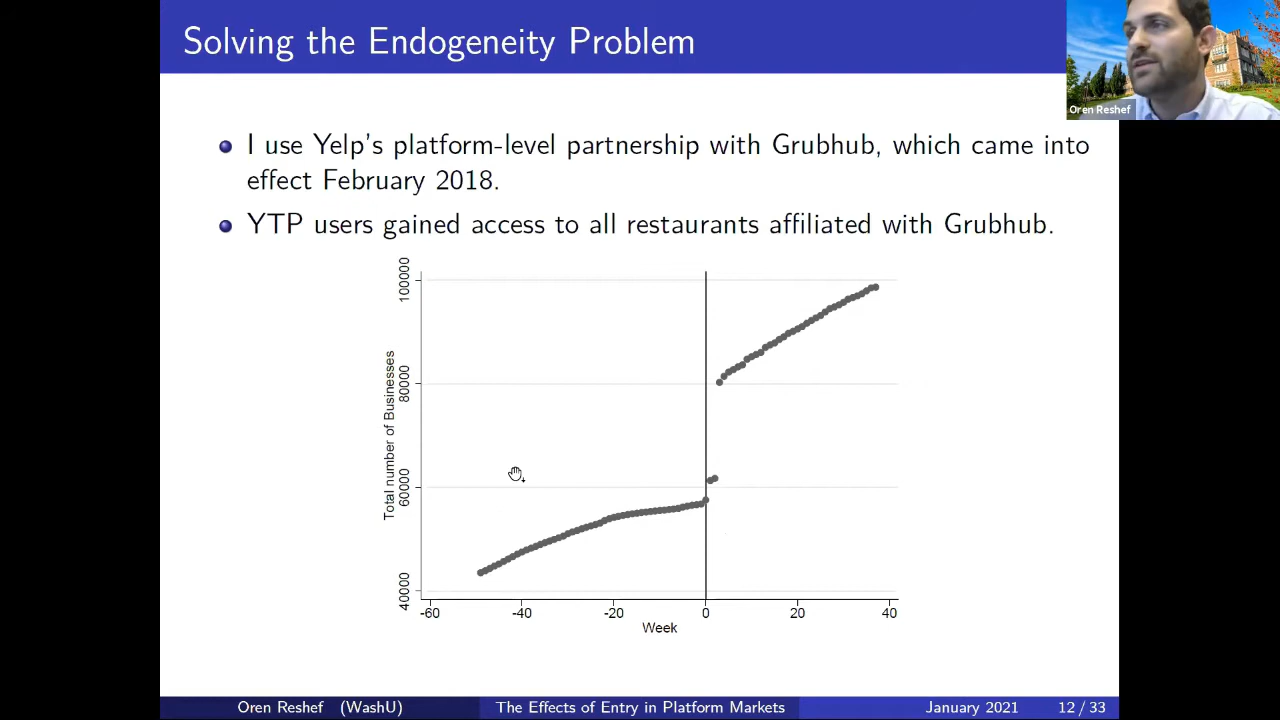 Solving the Endogeneity Problem
Oren Reshef
I use Yelp's platform-level partnership with Grubhub, which came into
effect February 2018.
YTP users gained access to all restaurants affiliated with Grubhub.
Total number of Businesses
100000
80000
60000
40000
-60 -40 -20 0 20 40
Week
Oren Reshef (WashU) The Effects of Entry in Platform Markets January 2021 12 / 33